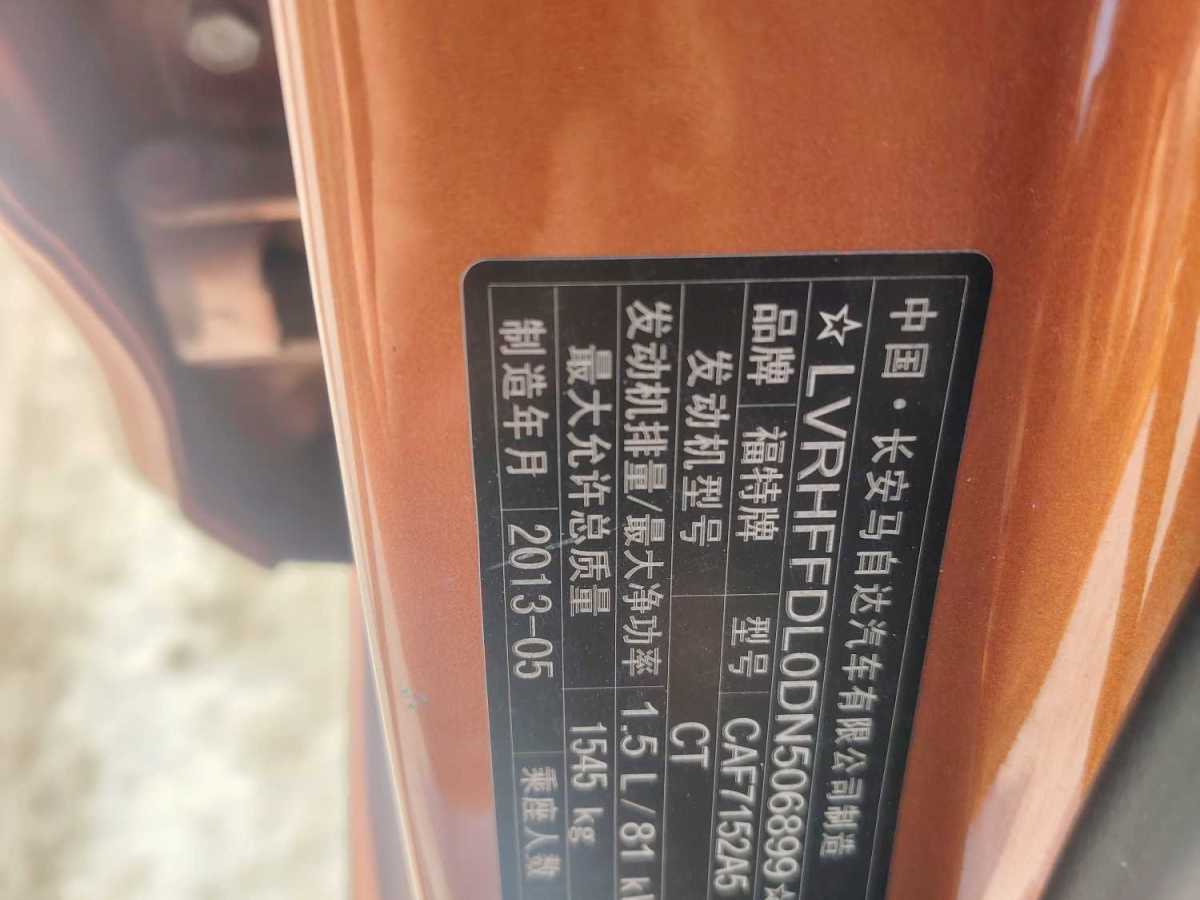 中国·长安马自达汽车有限公司制造
☆LVRHFFDL0DN506899☆
品牌 福特牌 型号 CAF7152A5
发动机型号 CT
发动机排量/最大净功率 1.5 L/81 k
最大允许总质量 1545 kg
制造年月 2013-05 乘座人数